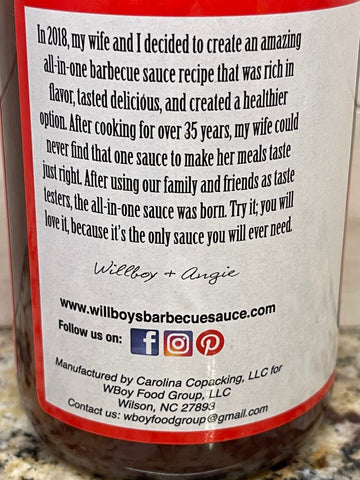 In 2018, my wife and I decided to create an amazing
all-in-one barbecue sauce recipe that was rich in
flavor, tasted delicious, and created a healthier
option. After cooking for over 35 years, my wife could
never find that one sauce to make her meals taste
just right. After using our family and friends as taste
testers, the all-in-one sauce was born. Try it; you will
love it, because it's the only sauce you will ever need.
Willboy + Angie
www.willboysbarbecuesauce.com
Follow us on:
Manufactured by Carolina Copacking, LLC for
WBoy Food Group, LLC
Wilson, NC 27893
Contact us: wboyfoodgroup@gmail.com